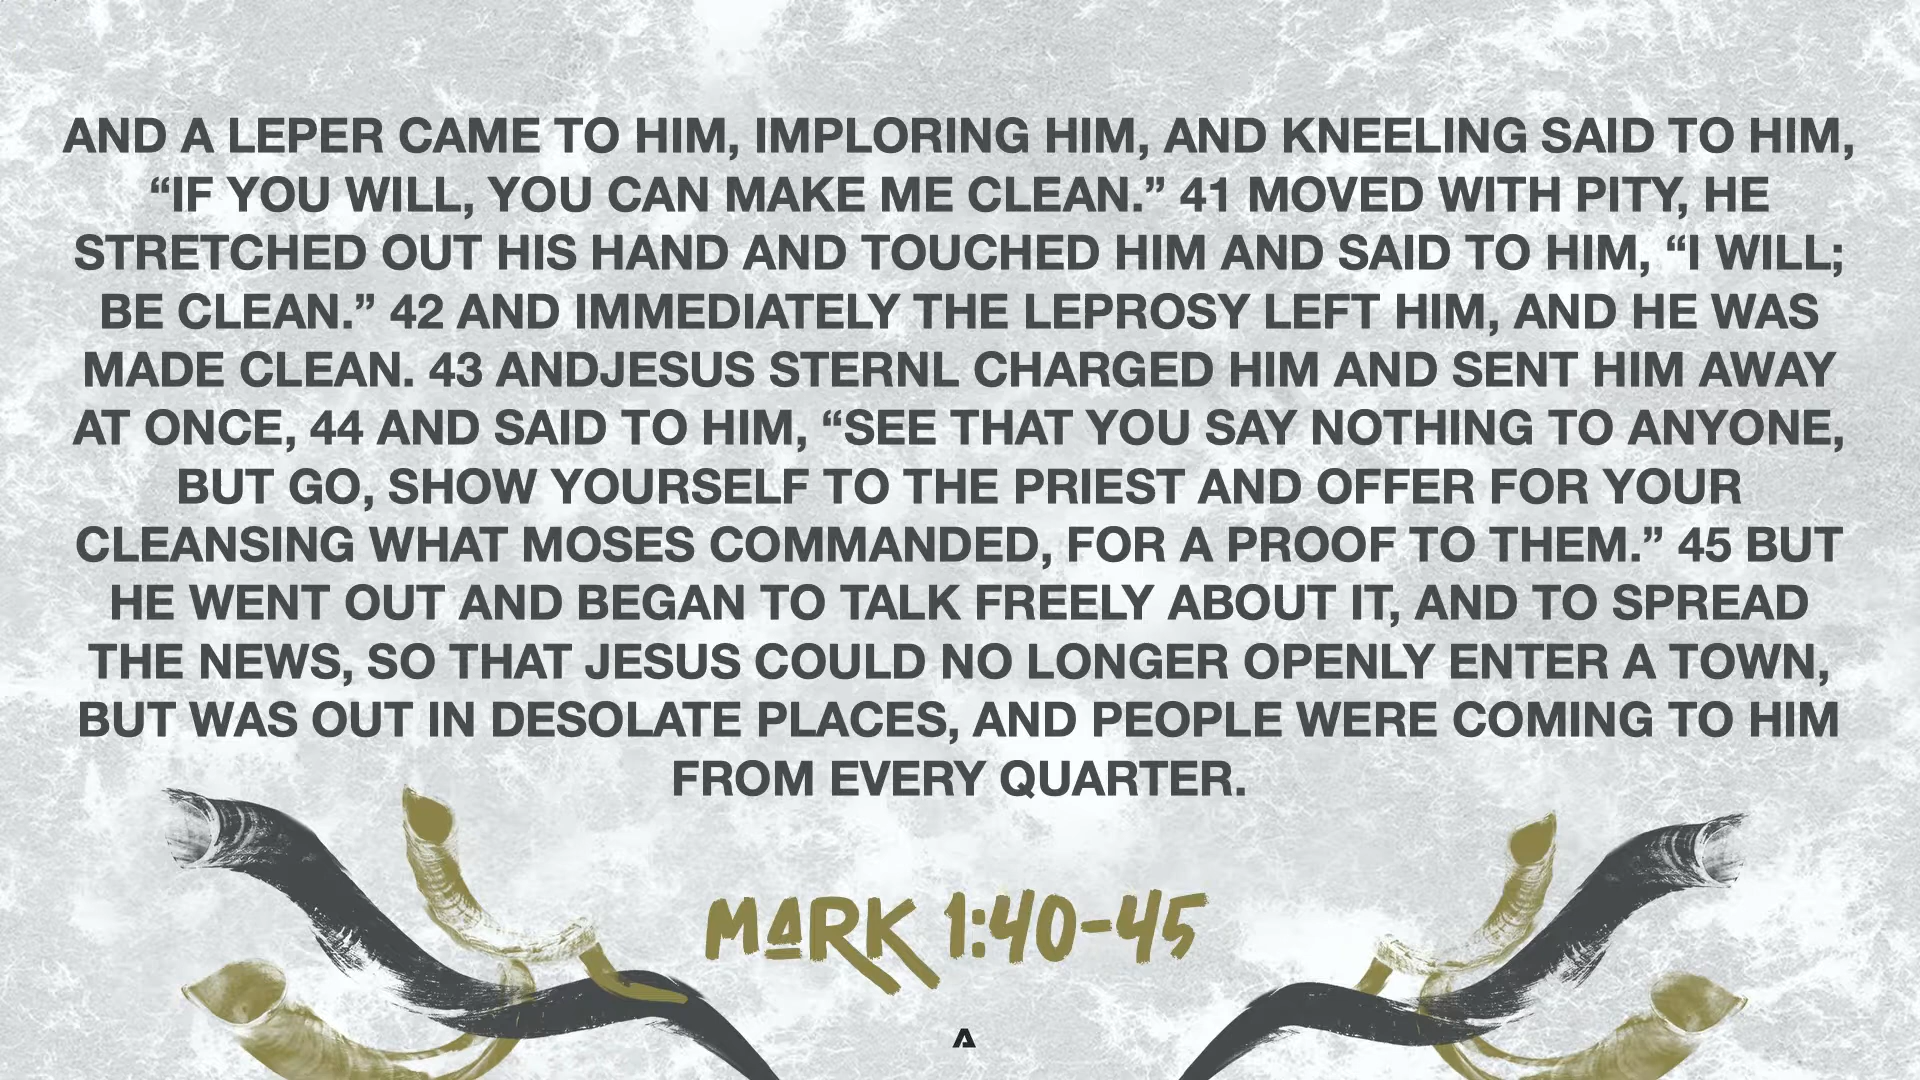 AND A LEPER CAME TO HIM, IMPLORING HIM, AND KNEELING SAID TO HIM,
“IF YOU WILL, YOU CAN MAKE ME CLEAN.” 41 MOVED WITH PITY, HE
STRETCHED OUT HIS HAND AND TOUCHED HIM AND SAID TO HIM, “I WILL;
BE CLEAN.” 42 AND IMMEDIATELY THE LEPROSY LEFT HIM, AND HE WAS
MADE CLEAN. 43 ANDJESUS STERNL CHARGED HIM AND SENT HIM AWAY
AT ONCE, 44 AND SAID TO HIM, “SEE THAT YOU SAY NOTHING TO ANYONE,
BUT GO, SHOW YOURSELF TO THE PRIEST AND OFFER FOR YOUR
CLEANSING WHAT MOSES COMMANDED, FOR A PROOF TO THEM.” 45 BUT
HE WENT OUT AND BEGAN TO TALK FREELY ABOUT IT, AND TO SPREAD
THE NEWS, SO THAT JESUS COULD NO LONGER OPENLY ENTER A TOWN,
BUT WAS OUT IN DESOLATE PLACES, AND PEOPLE WERE COMING TO HIM
FROM EVERY QUARTER.
MARK 1:40-45